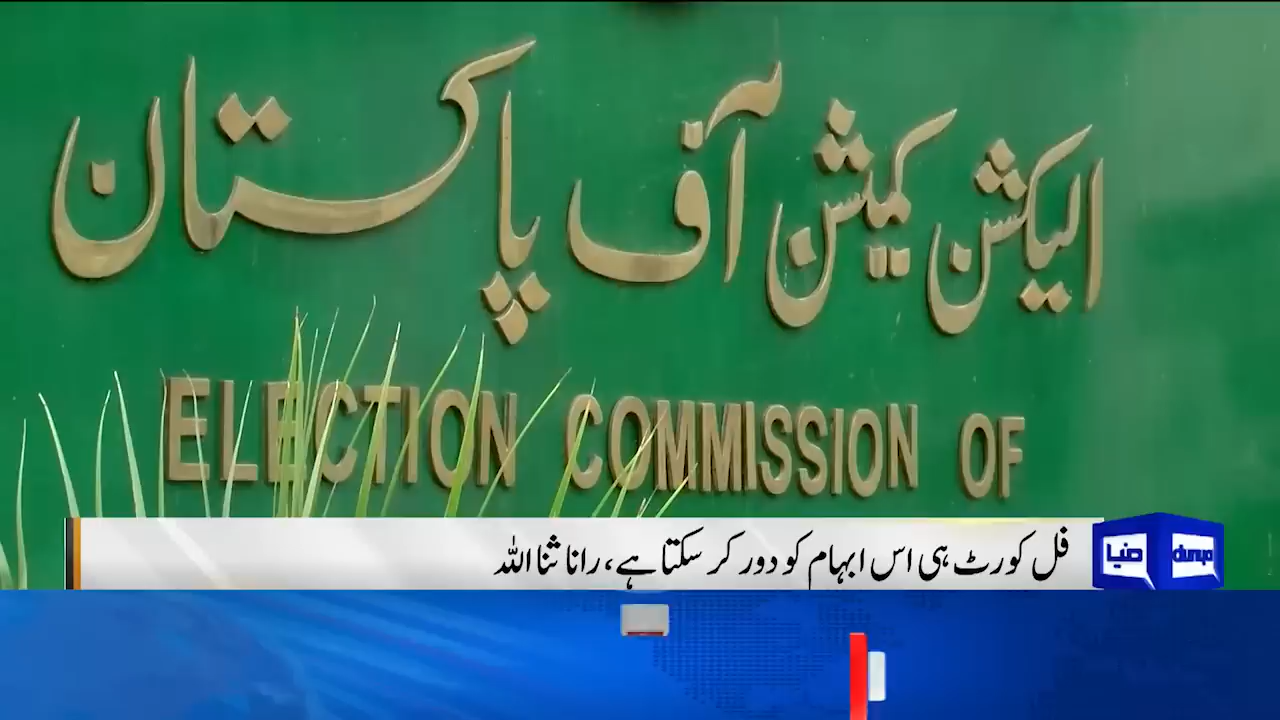 الیکشن کمیشن آف پاکستان
ELECTION COMMISSION OF
فل کورٹ ہی اس ابہام کو دور کر سکتا ہے، رانا ثنا اللہ
دنیا dunya